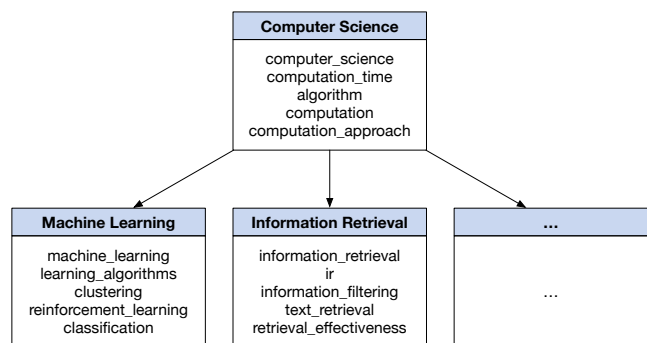 Computer Science
computer_science
computation_time
algorithm
computation
computation_approach
Machine Learning
machine_learning
learning_algorithms
clustering
reinforcement_learning
classification
Information Retrieval
information_retrieval
ir
information_filtering
text_retrieval
retrieval_effectiveness
...
...